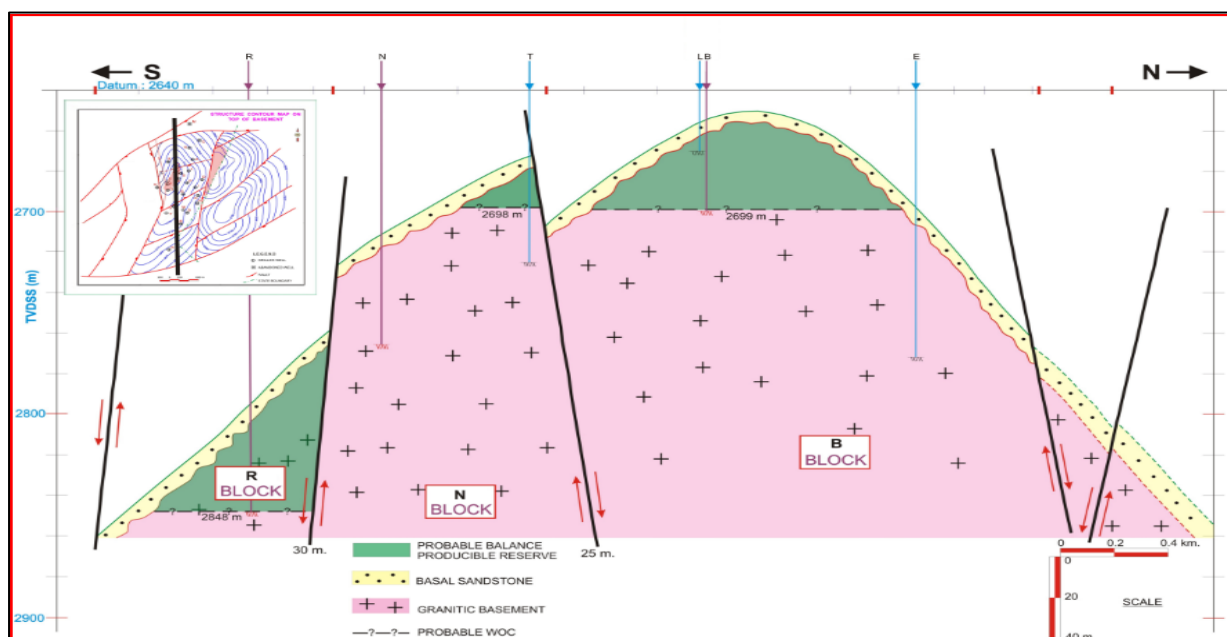 R N T LB E
S N
Datum : 2640 m
STRUCTURE CONTOUR MAP ON
TOP OF BASEMENT
LEGEND
FAULT
2700
2698 m
2699 m
TVDSS (m)
2800
R
BLOCK
N
BLOCK
B
BLOCK
2848 m
30 m.
25 m.
PROBABLE BALANCE
PRODUCIBLE RESERVE
BASAL SANDSTONE
GRANITIC BASEMENT
PROBABLE WOC
0 0.2 0.4 km.
0
20
40 m
SCALE
2900